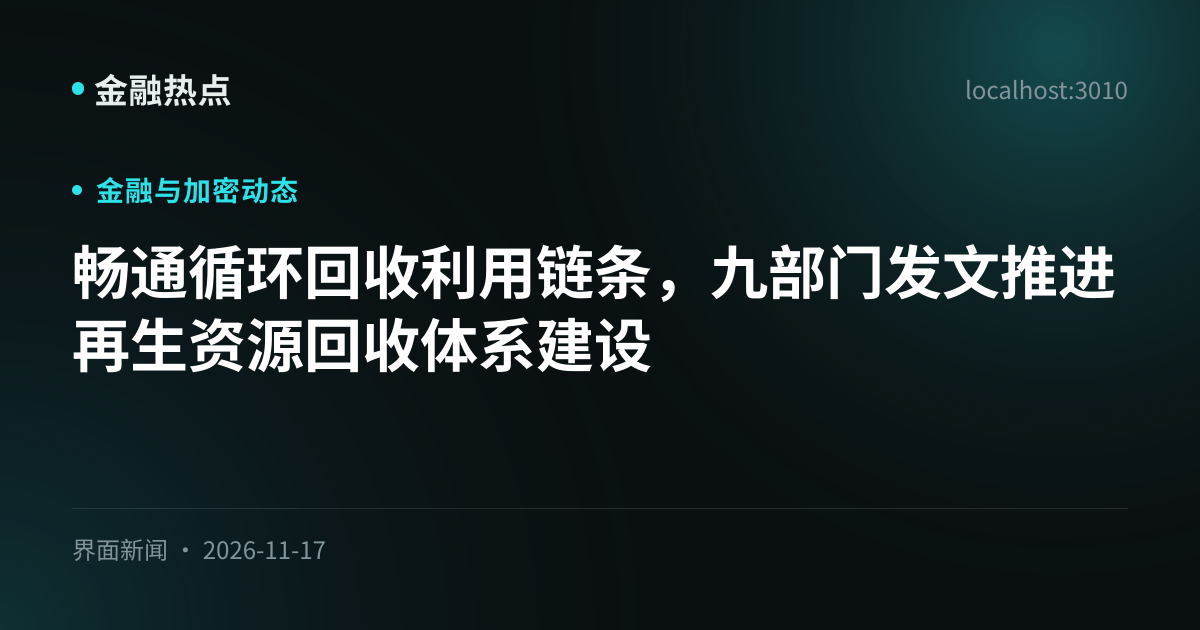 金融热点
localhost:3010
金融与加密动态
畅通循环回收利用链条，九部门发文推进
再生资源回收体系建设
界面新闻 • 2026-11-17